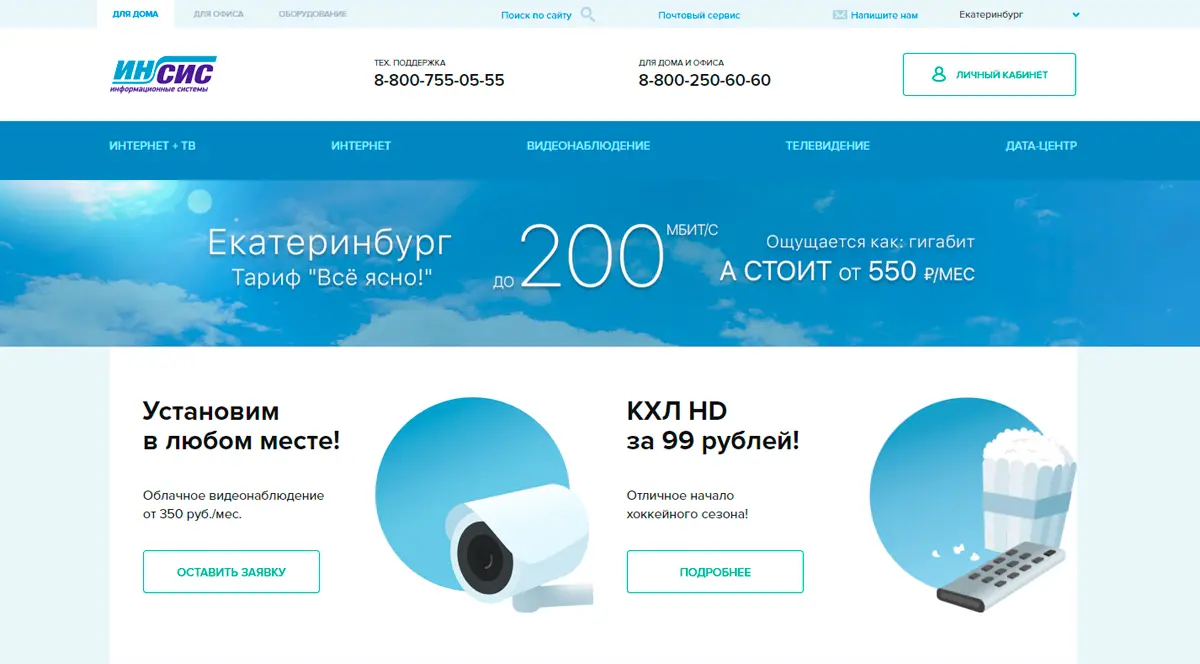 ДЛЯ ДОМА
ДЛЯ ОФИСА
ОБОРУДОВАНИЕ
Поиск по сайту
Почтовый сервис
Напишите нам
Екатеринбург
ИНСИС
информационные системы
ТЕХ. ПОДДЕРЖКА
8-800-755-05-55
ДЛЯ ДОМА И ОФИСА
8-800-250-60-60
ЛИЧНЫЙ КАБИНЕТ
ИНТЕРНЕТ + ТВ
ИНТЕРНЕТ
ВИДЕОНАБЛЮДЕНИЕ
ТЕЛЕВИДЕНИЕ
ДАТА-ЦЕНТР
Екатеринбург
Тариф "Всё ясно!"
ДО 200 МБИТ/С
Ощущается как: гигабит
А СТОИТ ОТ 550 ₽/МЕС
Установим
в любом месте!
Облачное видеонаблюдение
от 350 руб./мес.
ОСТАВИТЬ ЗАЯВКУ
КХЛ HD
за 99 рублей!
Отличное начало
хоккейного сезона!
ПОДРОБНЕЕ